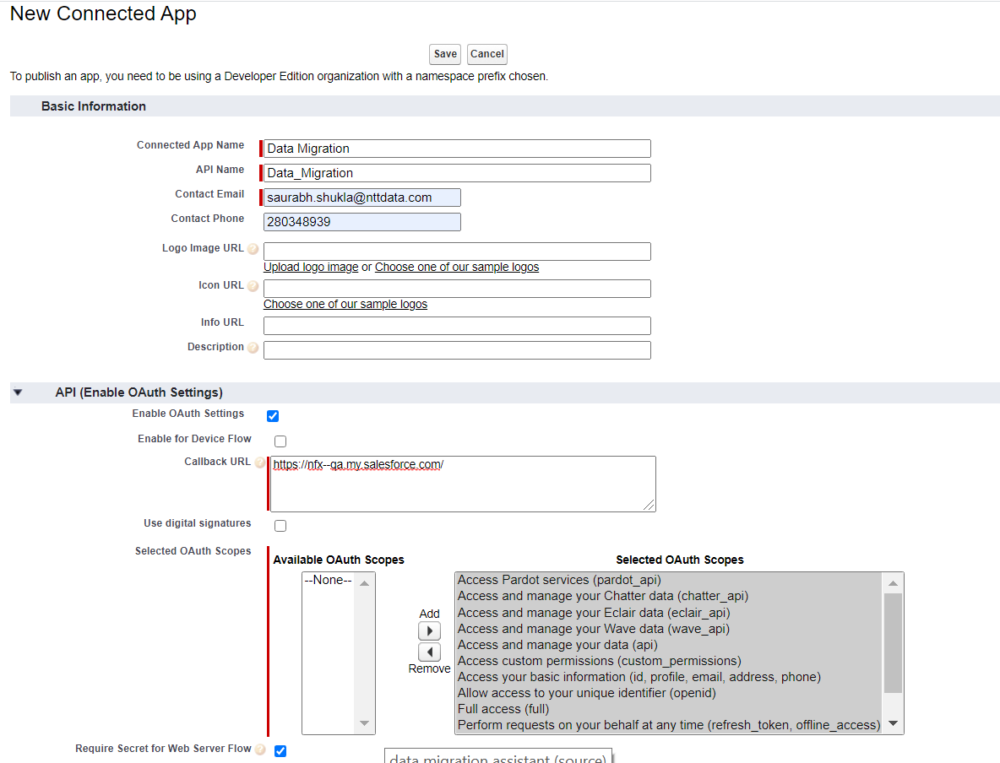 New Connected App
Save Cancel
To publish an app, you need to be using a Developer Edition organization with a namespace prefix chosen.
Basic Information
Connected App Name Data Migration
API Name Data_Migration
Contact Email saurabh.shukla@nttdata.com
Contact Phone 280348939
Logo Image URL ?
Upload logo image or Choose one of our sample logos
Icon URL ?
Choose one of our sample logos
Info URL
Description ?
API (Enable OAuth Settings)
Enable OAuth Settings
Enable for Device Flow
Callback URL ? https://nfx--qa.my.salesforce.com/
Use digital signatures
Selected OAuth Scopes
Available OAuth Scopes Selected OAuth Scopes
--None-- Access Pardot services (pardot_api)
Access and manage your Chatter data (chatter_api)
Access and manage your Eclair data (eclair_api)
Add
Access and manage your Wave data (wave_api)
Access and manage your data (api)
Access custom permissions (custom_permissions)
Remove
Access your basic information (id, profile, email, address, phone)
Allow access to your unique identifier (openid)
Full access (full)
Perform requests on your behalf at any time (refresh_token, offline_access)
Require Secret for Web Server Flow ?
data migration assistant (source)